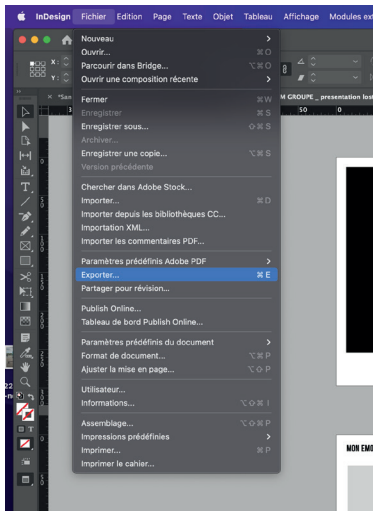 InDesign Fichier Edition Page Texte Objet Tableau Affichage Modules ex
Nouveau
Ouvrir... ⌘O
Parcourir dans Bridge... ⌥⌘O
Ouvrir une composition récente
Fermer ⌘W
Enregistrer ⌘S
Enregistrer sous... ⇧⌘S
Archiver...
Enregistrer une copie... ⌥⌘S
Version précédente
Chercher dans Adobe Stock...
Importer... ⌘D
Importer depuis les bibliothèques CC...
Importation XML...
Importer les commentaires PDF...
Paramètres prédéfinis Adobe PDF
Exporter... ⌘E
Partager pour révision...
Publish Online...
Tableau de bord Publish Online...
Paramètres prédéfinis du document
Format de document... ⌥⌘P
Ajuster la mise en page... ⌥⇧P
Utilisateur...
Informations... ⌥⇧⌘I
Assemblage... ⌥⇧⌘P
Impressions prédéfinies
Imprimer... ⌘P
Imprimer le cahier...
X:
Y:
× *San
M GROUPE _ presentation lost
50 0
MON EMO